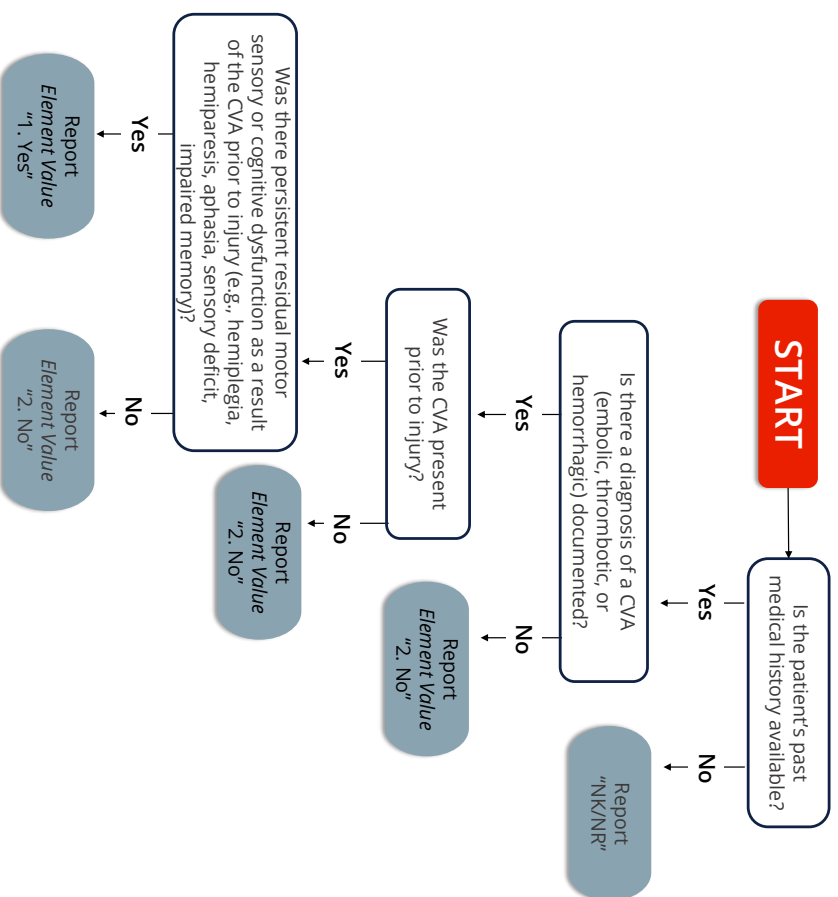 START
Is the patient's past
medical history available?
Yes
No
Report
"NK/NR"
Is there a diagnosis of a CVA
(embolic, thrombotic, or
hemorrhagic) documented?
Yes
No
Report
Element Value
"2. No"
Was the CVA present
prior to injury?
Yes
No
Report
Element Value
"2. No"
Was there persistent residual motor
sensory or cognitive dysfunction as a result
of the CVA prior to injury (e.g., hemiplegia,
hemiparesis, aphasia, sensory deficit,
impaired memory)?
Yes
No
Report
Element Value
"1. Yes"
Report
Element Value
"2. No"